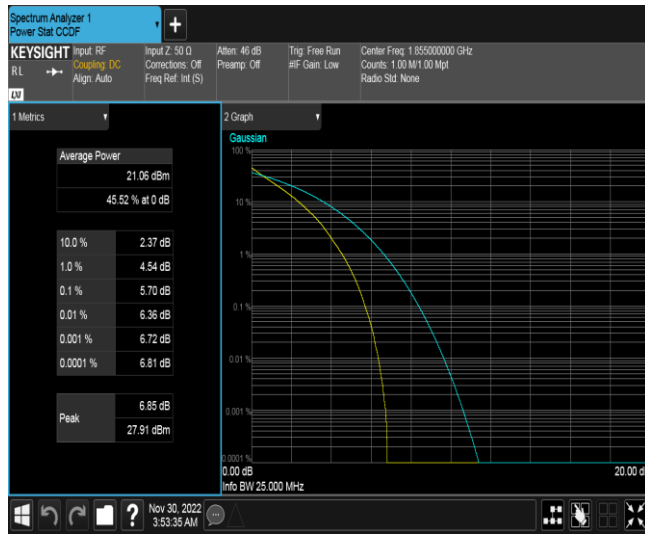 Spectrum Analyzer 1
Power Stat CCDF
+
KEYSIGHT
RL
LXI
Input: RF
Coupling: DC
Align: Auto
Input Z: 50 Ω
Corrections: Off
Freq Ref: Int (S)
Atten: 46 dB
Preamp: Off
Trig: Free Run
#IF Gain: Low
Center Freq: 1.855000000 GHz
Counts: 1.00 M/1.00 Mpt
Radio Std: None
1 Metrics
Average Power
21.06 dBm
45.52 % at 0 dB
10.0 % 2.37 dB
1.0 % 4.54 dB
0.1 % 5.70 dB
0.01 % 6.36 dB
0.001 % 6.72 dB
0.0001 % 6.81 dB
Peak
6.85 dB
27.91 dBm
2 Graph
Gaussian
100 %
10 %
1 %
0.1 %
0.01 %
0.001 %
0.0001 %
0.00 dB
20.00 d
Info BW 25.000 MHz
?
Nov 30, 2022
3:53:35 AM